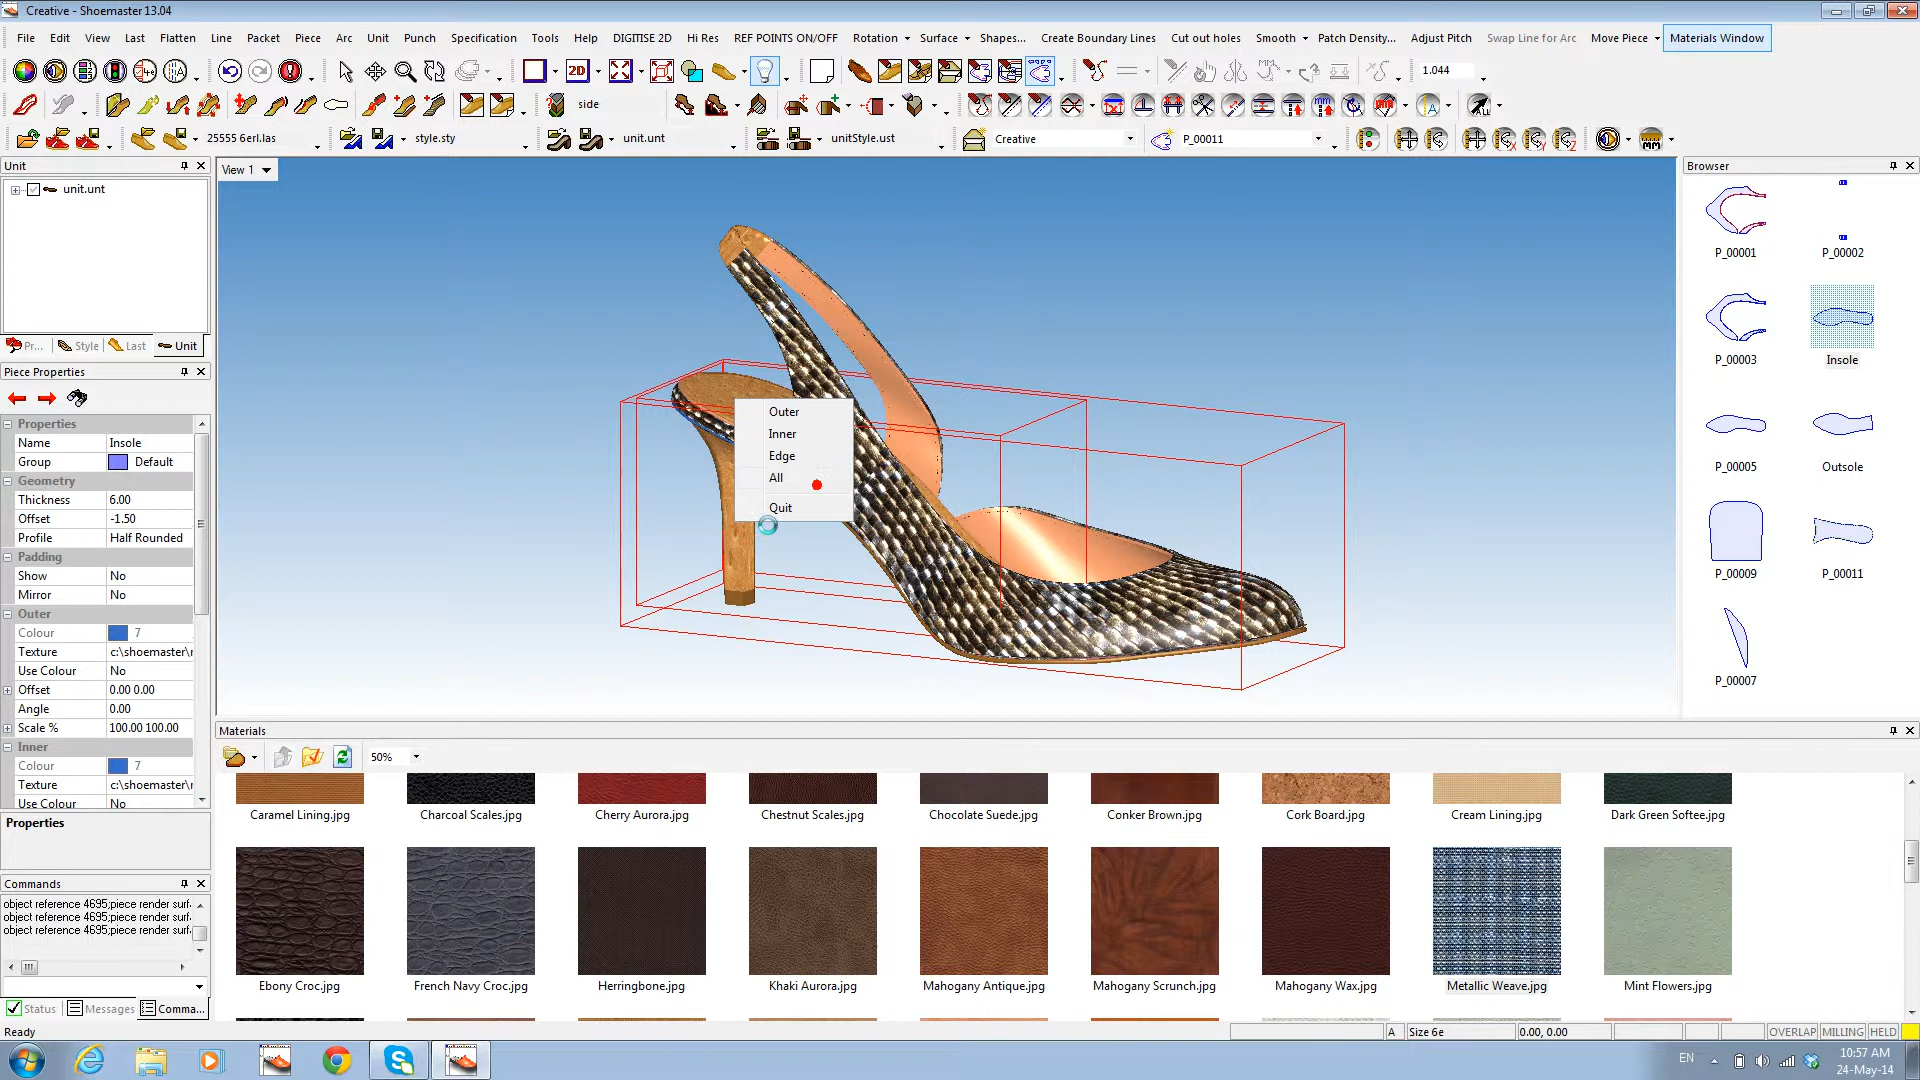 Creative - Shoemaster 13.04
File Edit View Last Flatten Line Packet Piece Arc Unit Punch Specification Tools Help DIGITISE 2D Hi Res REF POINTS ON/OFF Rotation Surface Shapes... Create Boundary Lines Cut out holes Smooth Patch Density... Adjust Pitch Swap Line for Arc Move Piece Materials Window
2D 1.044
side ALL
25555 6erl.las style.sty unit.unt unitStyle.ust Creative P_00011 MM
Unit
unit.unt
Pr... Style Last Unit
Piece Properties
Properties
Name Insole
Group Default
Geometry
Thickness 6.00
Offset -1.50
Profile Half Rounded
Padding
Show No
Mirror No
Outer
Colour 7
Texture c:\shoemaster\r
Use Colour No
Offset 0.00 0.00
Angle 0.00
Scale % 100.00 100.00
Inner
Colour 7
Texture c:\shoemaster\r
Use Colour No
Properties
Commands
object reference 4695;piece render surf
object reference 4695;piece render surf
object reference 4695;piece render surf
Status Messages Comma...
View 1
Outer
Inner
Edge
All
Quit
Browser
P_00001 P_00002
P_00003 Insole
P_00005 Outsole
P_00009 P_00011
P_00007
Materials
50%
Caramel Lining.jpg Charcoal Scales.jpg Cherry Aurora.jpg Chestnut Scales.jpg Chocolate Suede.jpg Conker Brown.jpg Cork Board.jpg Cream Lining.jpg Dark Green Softee.jpg
Ebony Croc.jpg French Navy Croc.jpg Herringbone.jpg Khaki Aurora.jpg Mahogany Antique.jpg Mahogany Scrunch.jpg Mahogany Wax.jpg Metallic Weave.jpg Mint Flowers.jpg
Ready A Size 6e 0.00, 0.00 OVERLAP MILLING HELD
EN 10:57 AM
24-May-14